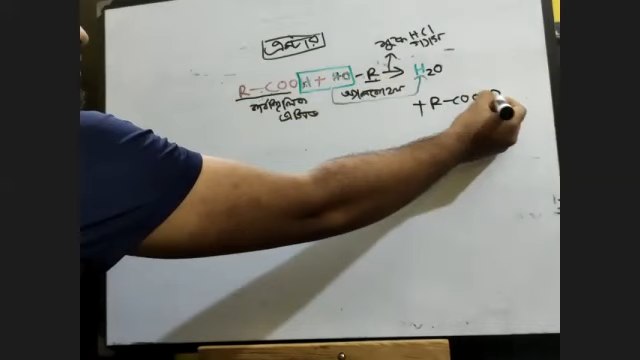 এস্টার
শুষ্ক HCl
গ্যাস
R-COOH + HO-R → H2O
কার্বক্সিলিক
এসিড
অ্যালকোহল
+ R-COO